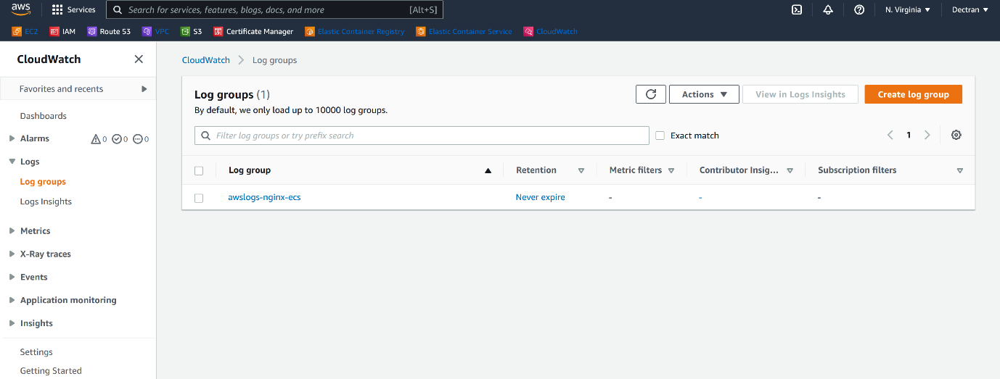 aws
Services
Search for services, features, blogs, docs, and more
[Alt+S]
N. Virginia
Dectran
EC2
IAM
Route 53
VPC
S3
Certificate Manager
Elastic Container Registry
Elastic Container Service
CloudWatch
CloudWatch
Favorites and recents
Dashboards
Alarms
0
0
0
Logs
Log groups
Logs Insights
Metrics
X-Ray traces
Events
Application monitoring
Insights
Settings
Getting Started
CloudWatch
Log groups
Log groups (1)
By default, we only load up to 10000 log groups.
Actions
View in Logs Insights
Create log group
Filter log groups or try prefix search
Exact match
1
Log group
Retention
Metric filters
Contributor Insig...
Subscription filters
awslogs-nginx-ecs
Never expire
-
-
-